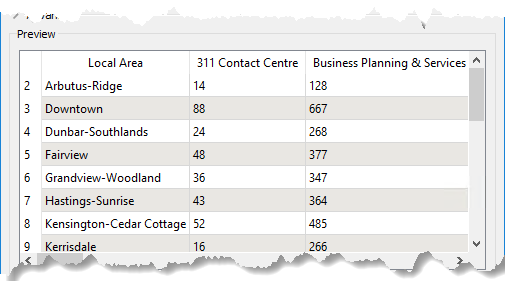 Preview
Local Area 311 Contact Centre Business Planning & Services
2 Arbutus-Ridge 14 128
3 Downtown 88 667
4 Dunbar-Southlands 24 268
5 Fairview 48 377
6 Grandview-Woodland 36 347
7 Hastings-Sunrise 43 364
8 Kensington-Cedar Cottage 52 485
9 Kerrisdale 16 266